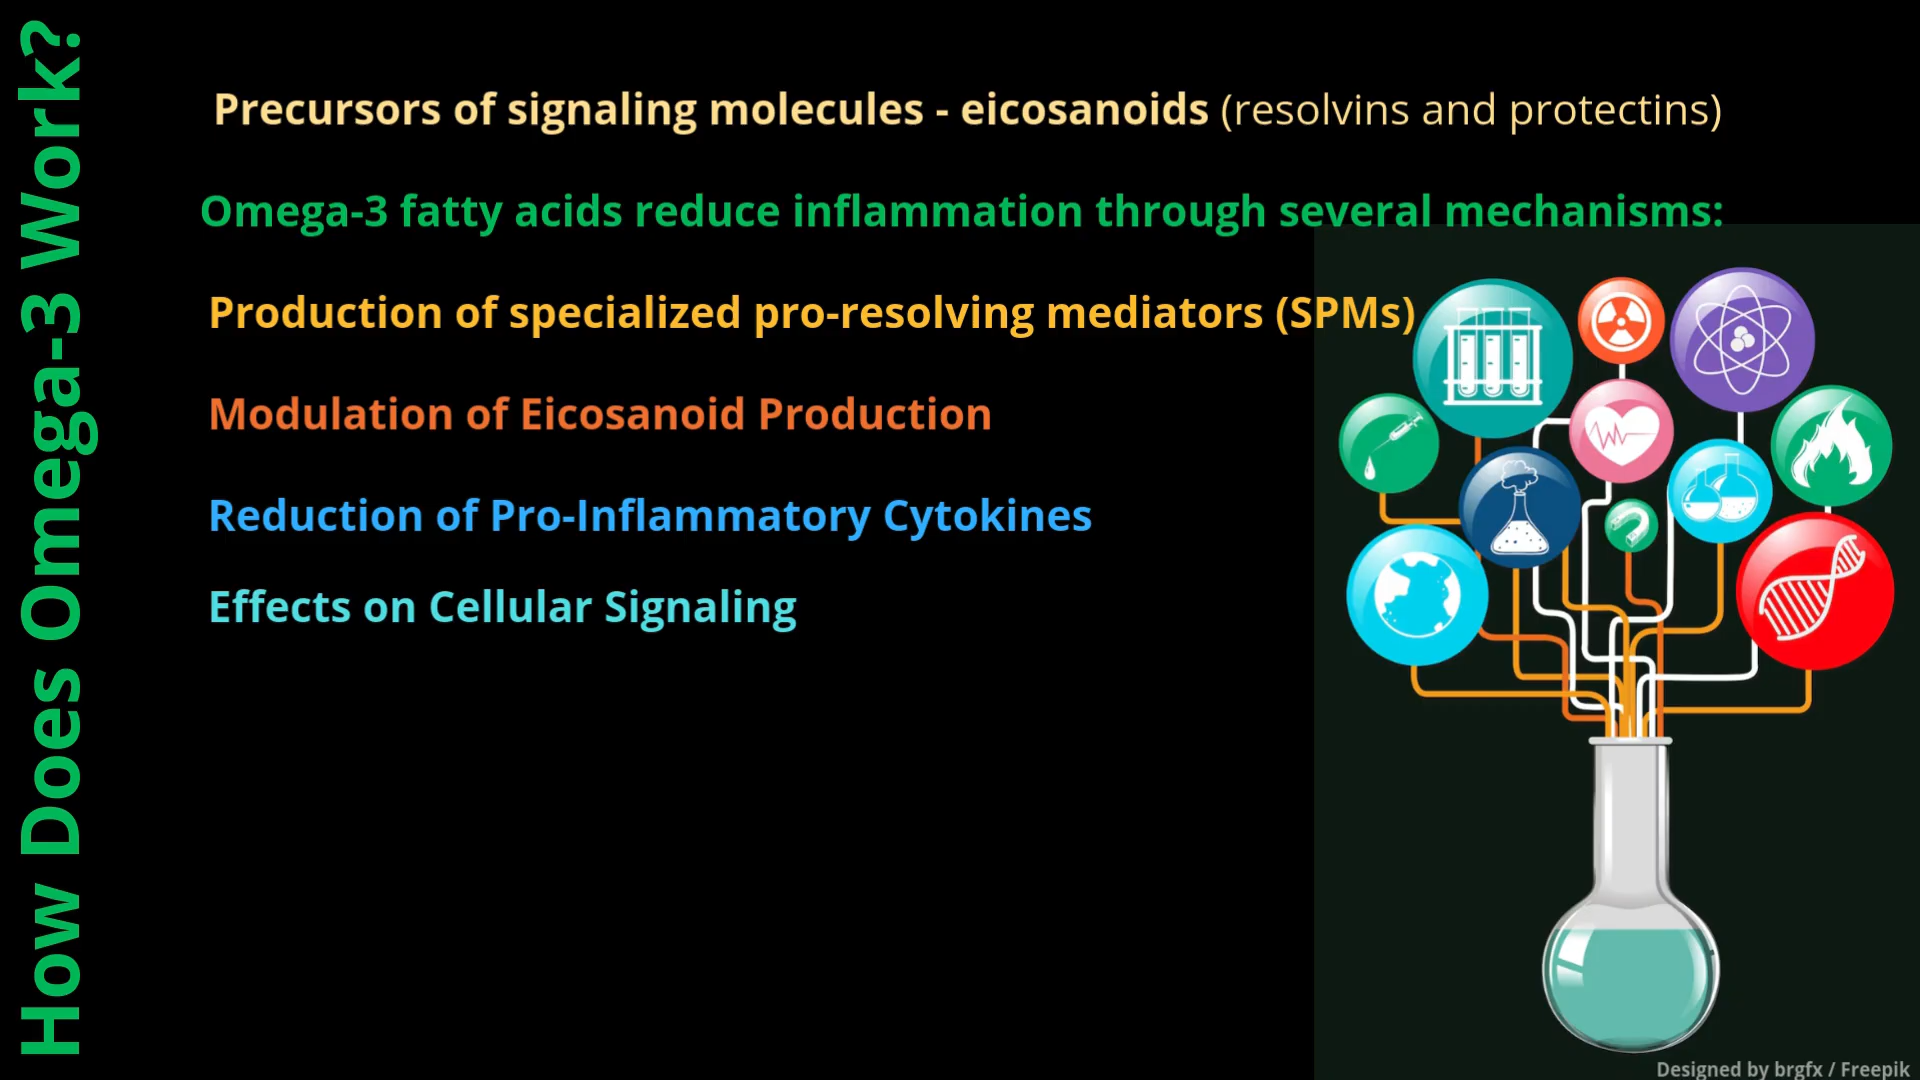 How Does Omega-3 Work?
Precursors of signaling molecules - eicosanoids (resolvins and protectins)
Omega-3 fatty acids reduce inflammation through several mechanisms:
Production of specialized pro-resolving mediators (SPMs)
Modulation of Eicosanoid Production
Reduction of Pro-Inflammatory Cytokines
Effects on Cellular Signaling
Designed by brgfx / Freepik